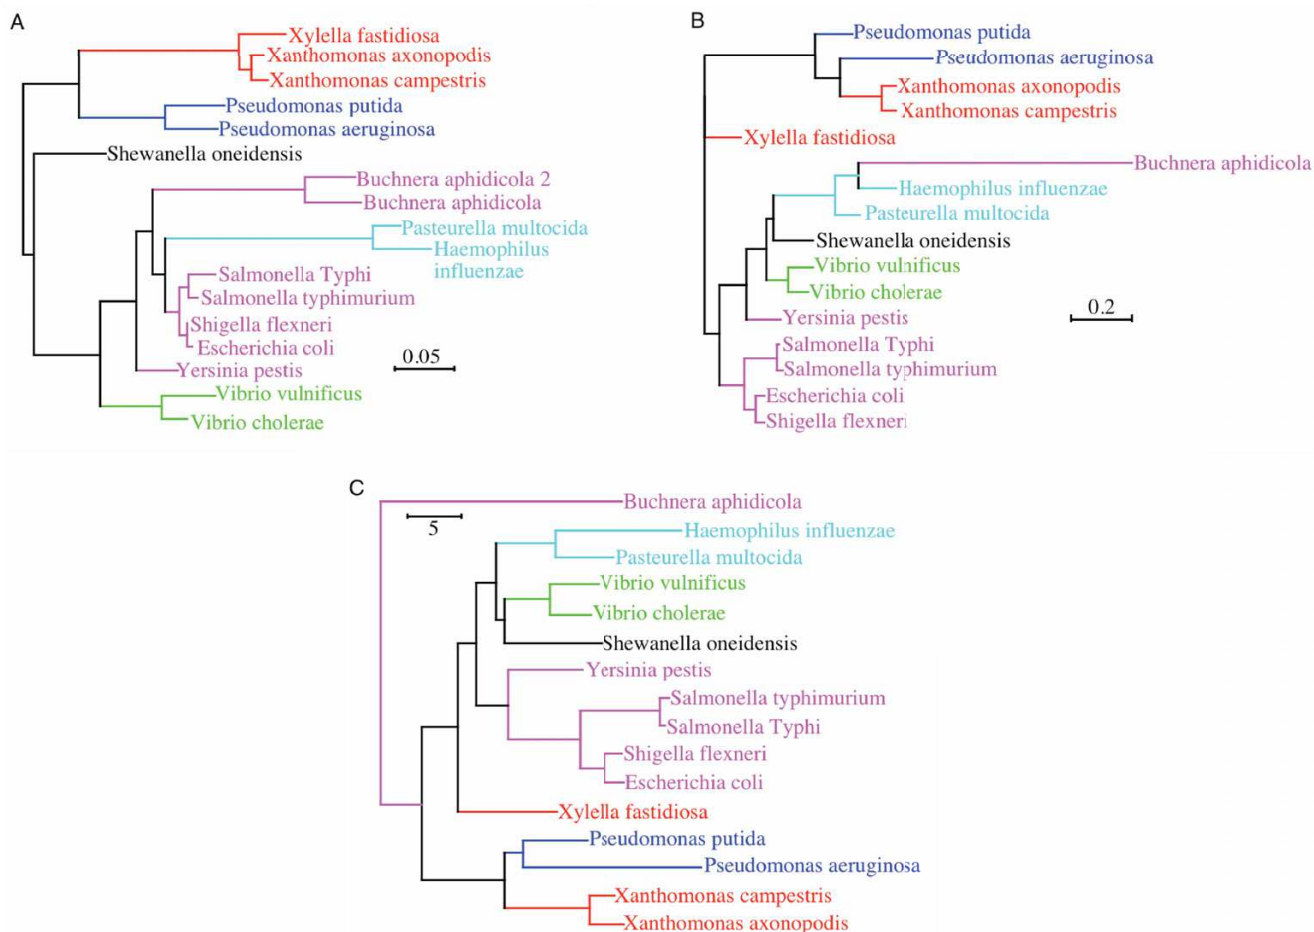 A
Xylella fastidiosa
Xanthomonas axonopodis
Xanthomonas campestris
Pseudomonas putida
Pseudomonas aeruginosa
Shewanella oneidensis
Buchnera aphidicola 2
Buchnera aphidicola
Pasteurella multocida
Haemophilus
influenzae
Salmonella Typhi
Salmonella typhimurium
Shigella flexneri
Escherichia coli
0.05
Yersinia pestis
Vibrio vulnificus
Vibrio cholerae
B
Pseudomonas putida
Pseudomonas aeruginosa
Xanthomonas axonopodis
Xanthomonas campestris
Xylella fastidiosa
Buchnera aphidicola
Haemophilus influenzae
Pasteurella multocida
Shewanella oneidensis
Vibrio vulnificus
Vibrio cholerae
0.2
Yersinia pestis
Salmonella Typhi
Salmonella typhimurium
Escherichia coli
Shigella flexneri
C
Buchnera aphidicola
5
Haemophilus influenzae
Pasteurella multocida
Vibrio vulnificus
Vibrio cholerae
Shewanella oneidensis
Yersinia pestis
Salmonella typhimurium
Salmonella Typhi
Shigella flexneri
Escherichia coli
Xylella fastidiosa
Pseudomonas putida
Pseudomonas aeruginosa
Xanthomonas campestris
Xanthomonas axonopodis